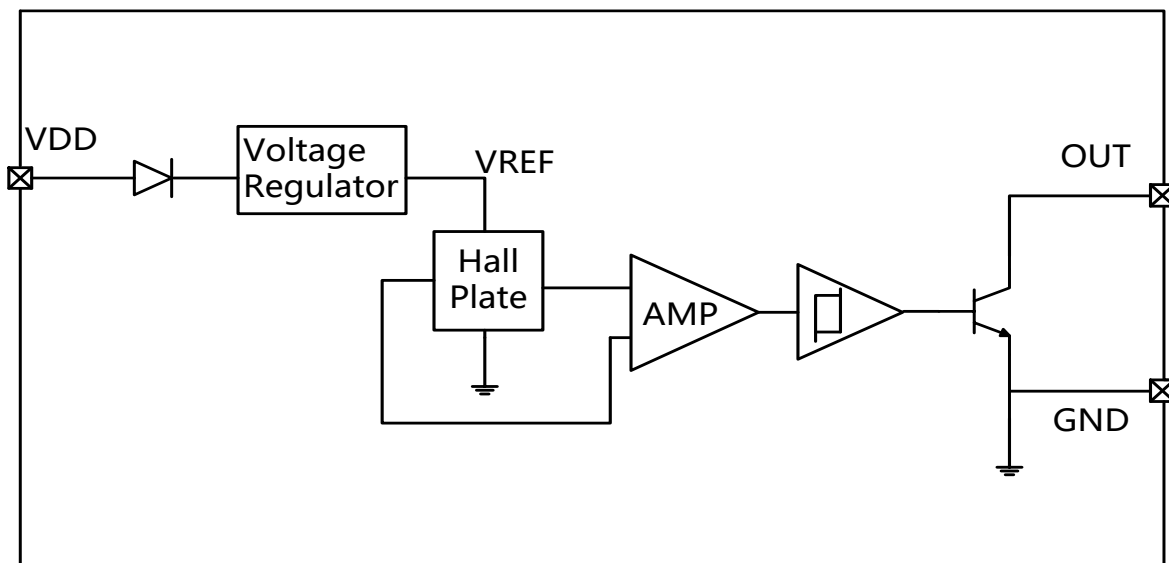 VDD
Voltage
Regulator
VREF
OUT
Hall
Plate
AMP
GND